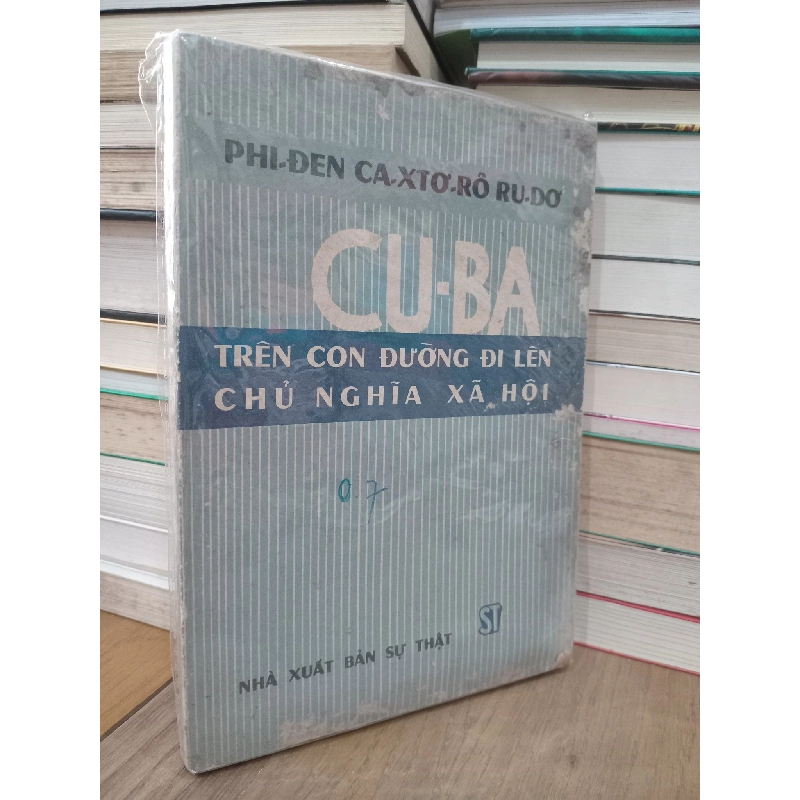 PHI-ĐEN CA-XTƠ-RÔ RU-DƠ
CU-BA
TRÊN CON ĐƯỜNG ĐI LÊN
CHỦ NGHĨA XÃ HỘI
0.7
ST
NHÀ XUẤT BẢN SỰ THẬT